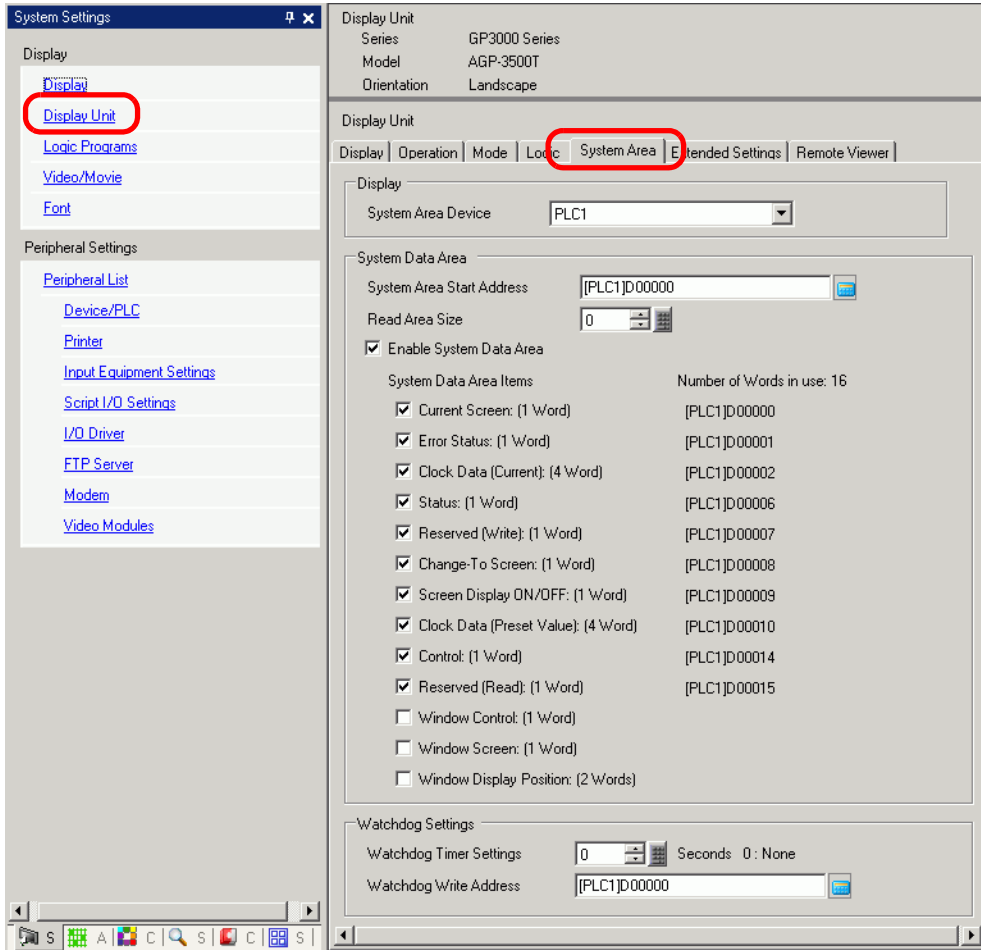 System Settings
Display
Display
Display Unit
Logic Programs
Video/Movie
Font
Peripheral Settings
Peripheral List
Device/PLC
Printer
Input Equipment Settings
Script I/O Settings
I/O Driver
FTP Server
Modem
Video Modules
S A C S C S
Display Unit
Series GP3000 Series
Model AGP-3500T
Orientation Landscape
Display Unit
Display Operation Mode Logic System Area Extended Settings Remote Viewer
Display
System Area Device PLC1
System Data Area
System Area Start Address [PLC1]D00000
Read Area Size 0
Enable System Data Area
System Data Area Items Number of Words in use: 16
Current Screen: (1 Word) [PLC1]D00000
Error Status: (1 Word) [PLC1]D00001
Clock Data (Current): (4 Word) [PLC1]D00002
Status: (1 Word) [PLC1]D00006
Reserved (Write): (1 Word) [PLC1]D00007
Change-To Screen: (1 Word) [PLC1]D00008
Screen Display ON/OFF: (1 Word) [PLC1]D00009
Clock Data (Preset Value): (4 Word) [PLC1]D00010
Control: (1 Word) [PLC1]D00014
Reserved (Read): (1 Word) [PLC1]D00015
Window Control: (1 Word)
Window Screen: (1 Word)
Window Display Position: (2 Words)
Watchdog Settings
Watchdog Timer Settings 0 Seconds 0 : None
Watchdog Write Address [PLC1]D00000